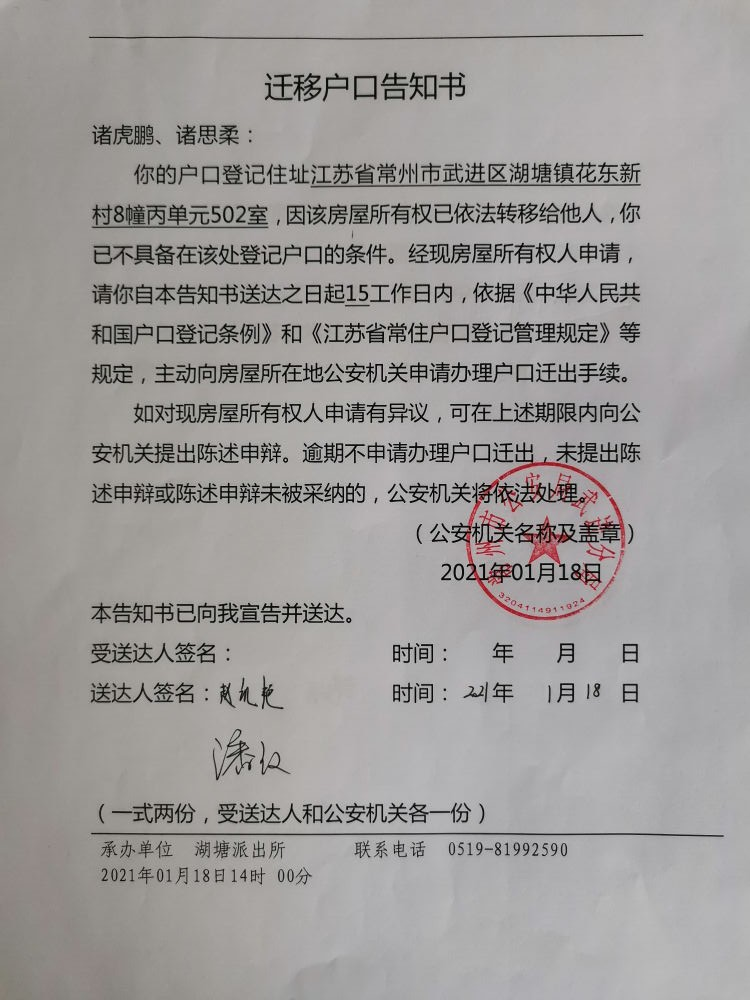 迁移户口告知书
诸虎鹏、诸思柔：
你的户口登记住址江苏省常州市武进区湖塘镇花东新
村8幢丙单元502室，因该房屋所有权已依法转移给他人，你
已不具备在该处登记户口的条件。经现房屋所有权人申请，
请你自本告知书送达之日起15工作日内，依据《中华人民共
和国户口登记条例》和《江苏省常住户口登记管理规定》等
规定，主动向房屋所在地公安机关申请办理户口迁出手续。
如对现房屋所有权人申请有异议，可在上述期限内向公
安机关提出陈述申辩。逾期不申请办理户口迁出，未提出陈
述申辩或陈述申辩未被采纳的，公安机关将依法处理。
常州市公安局武进分局
（公安机关名称及盖章）
2021年01月18日
3204114911924
本告知书已向我宣告并送达。
受送达人签名： 时间： 年 月 日
送达人签名： 时间：2021年 1月18日
（一式两份，受送达人和公安机关各一份）
承办单位 湖塘派出所 联系电话 0519-81992590
2021年01月18日14时 00分